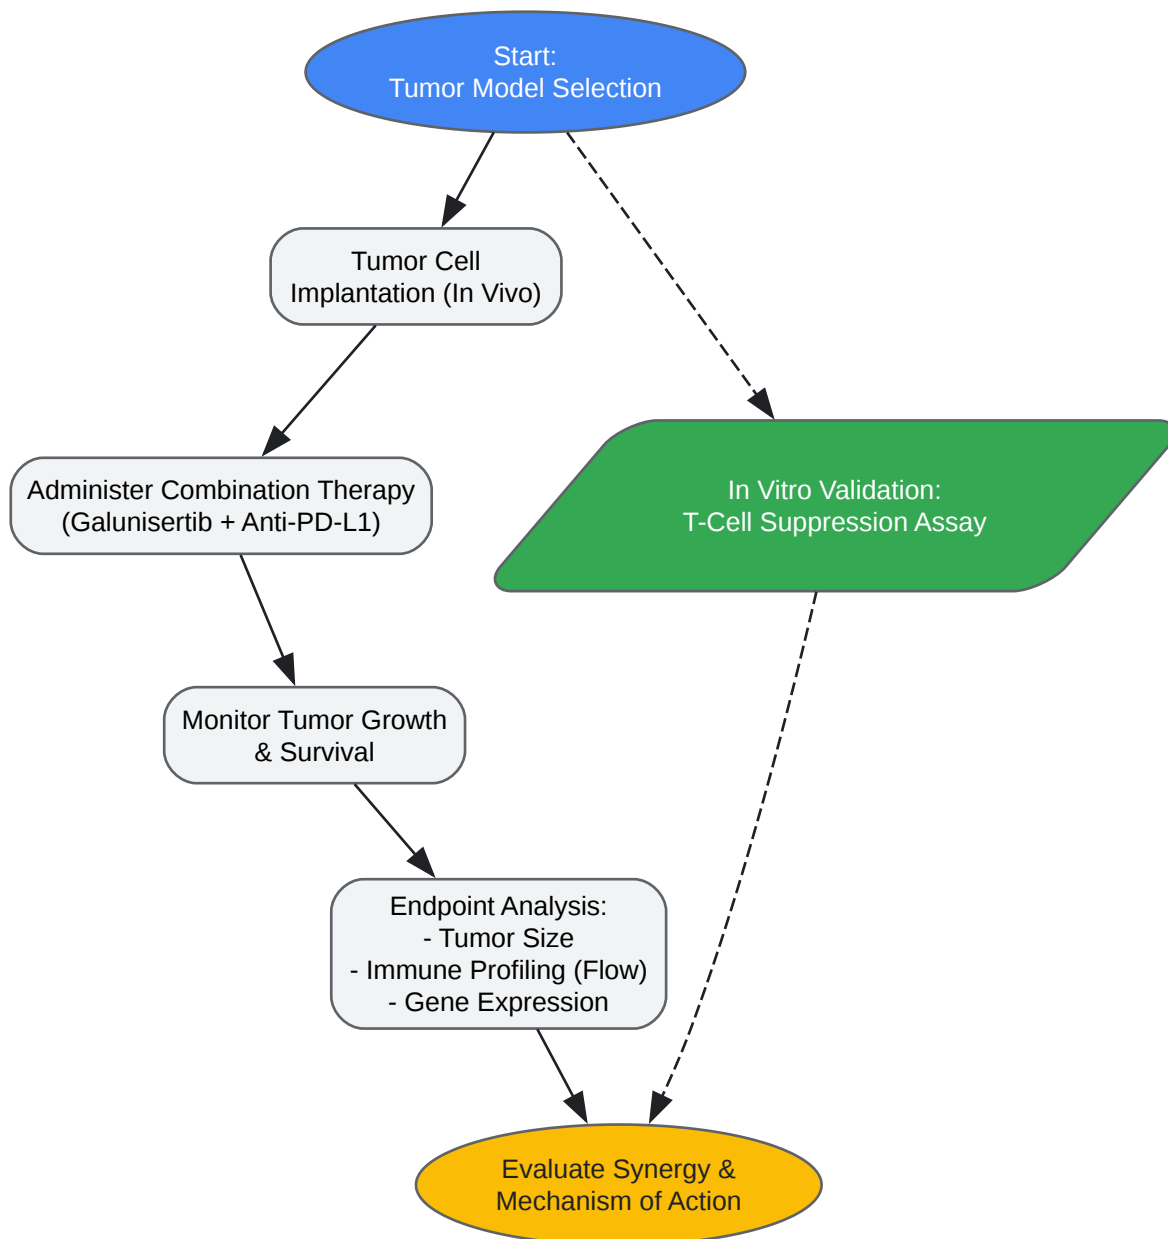 Start:
Tumor Model Selection
Tumor Cell
Implantation (In Vivo)
Administer Combination Therapy
(Galunisertib + Anti-PD-L1)
In Vitro Validation:
T-Cell Suppression Assay
Monitor Tumor Growth
& Survival
Endpoint Analysis:
- Tumor Size
- Immune Profiling (Flow)
- Gene Expression
Evaluate Synergy &
Mechanism of Action